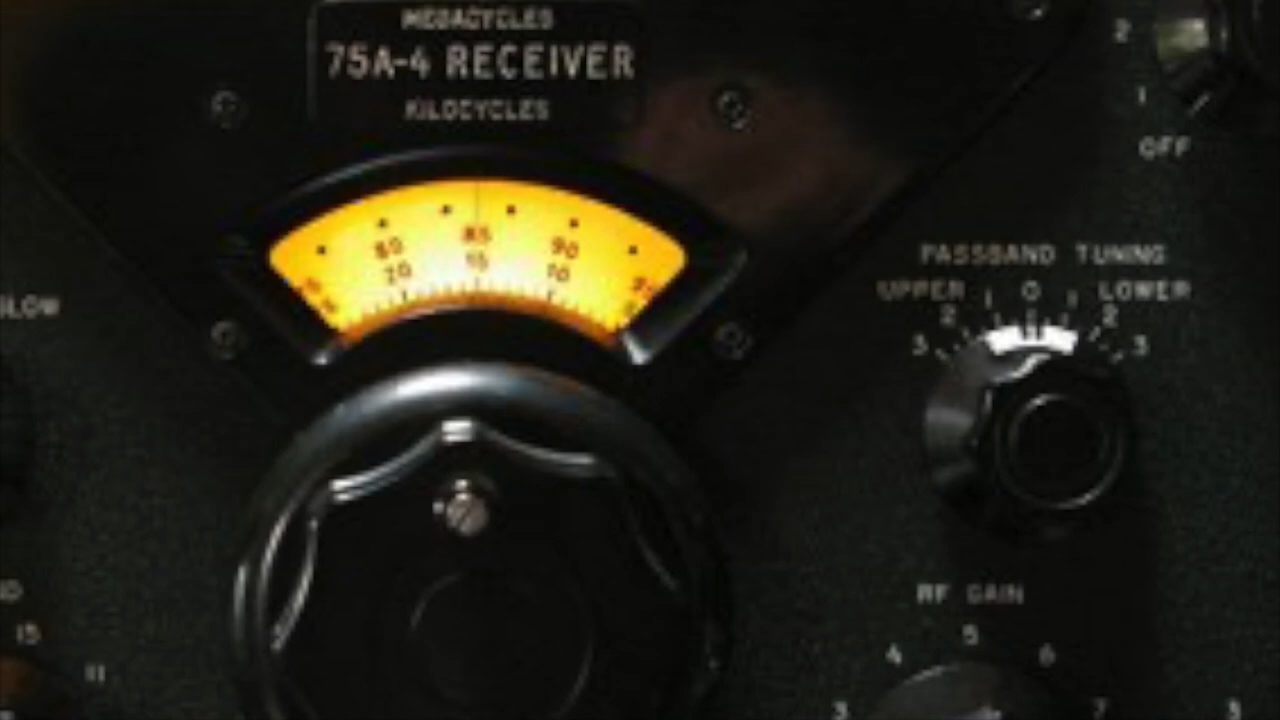 MEGACYCLES
75A-4 RECEIVER
KILOCYCLES
2
1
OFF
80 85 90
20 15 10
PASSBAND TUNING
UPPER 1 0 1 LOWER
2 2
3 3
RF GAIN
15
11
5
4 6
3 7
3